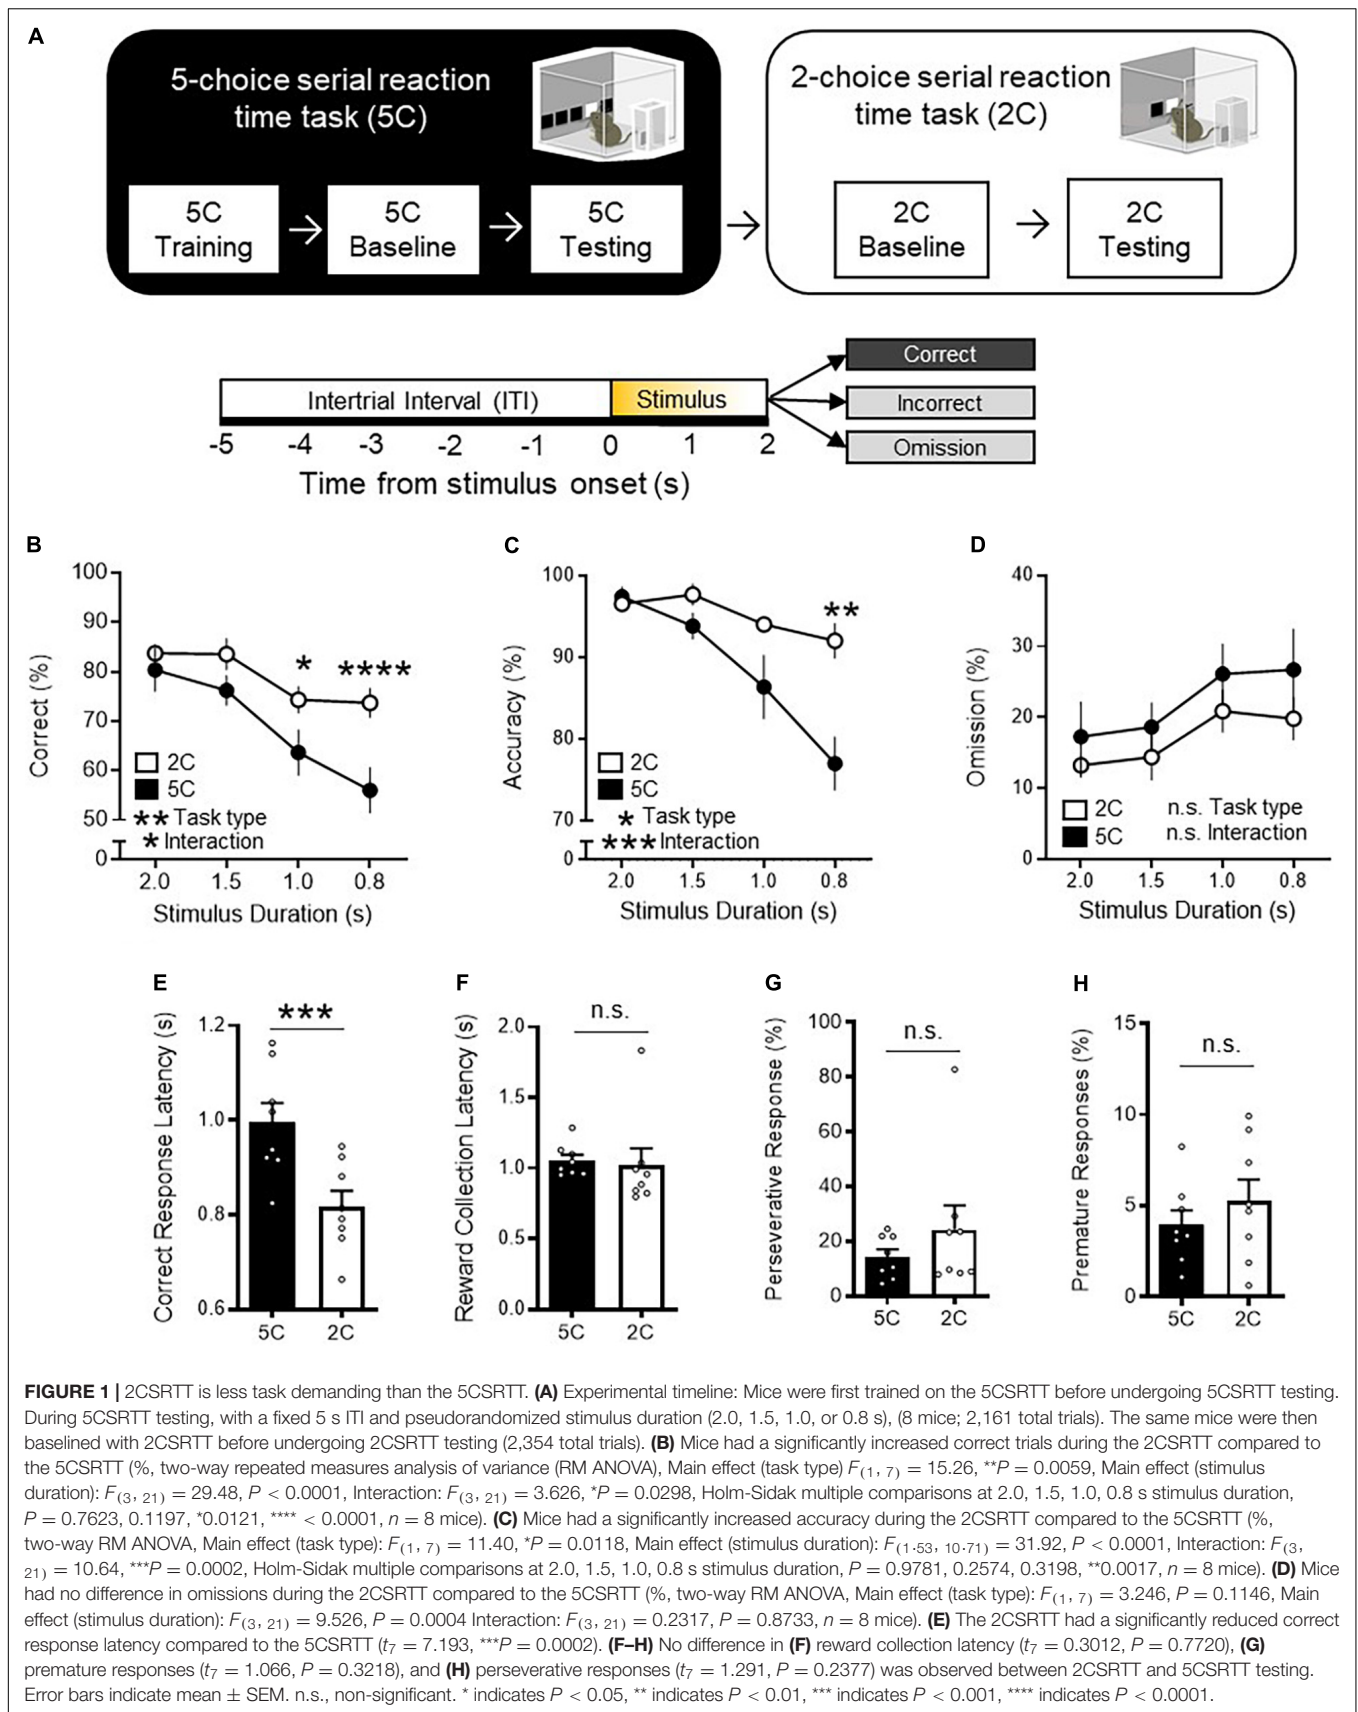 A
5-choice serial reaction
time task (5C)
5C
Training
5C
Baseline
5C
Testing
2-choice serial reaction
time task (2C)
2C
Baseline
2C
Testing
Intertrial Interval (ITI)
Stimulus
Correct
Incorrect
Omission
-5 -4 -3 -2 -1 0 1 2
Time from stimulus onset (s)
B
Correct (%)
100
90
80
70
60
50
0
* ****
2C
5C
** Task type
* Interaction
2.0 1.5 1.0 0.8
Stimulus Duration (s)
C
Accuracy (%)
100
90
80
70
0
**
2C
5C
* Task type
*** Interaction
2.0 1.5 1.0 0.8
Stimulus Duration (s)
D
Omission (%)
40
30
20
10
0
2C
5C
n.s. Task type
n.s. Interaction
2.0 1.5 1.0 0.8
Stimulus Duration (s)
E
Correct Response Latency (s)
1.2
1.0
0.8
0.6
***
5C 2C
F
Reward Collection Latency (s)
2.0
1.5
1.0
0.5
0.0
n.s.
5C 2C
G
Perseverative Response (%)
100
80
60
40
20
0
n.s.
5C 2C
H
Premature Responses (%)
15
10
5
0
n.s.
5C 2C
FIGURE 1 | 2CSRTT is less task demanding than the 5CSRTT. (A) Experimental timeline: Mice were first trained on the 5CSRTT before undergoing 5CSRTT testing.
During 5CSRTT testing, with a fixed 5 s ITI and pseudorandomized stimulus duration (2.0, 1.5, 1.0, or 0.8 s), (8 mice; 2,161 total trials). The same mice were then
baselined with 2CSRTT before undergoing 2CSRTT testing (2,354 total trials). (B) Mice had a significantly increased correct trials during the 2CSRTT compared to
the 5CSRTT (%, two-way repeated measures analysis of variance (RM ANOVA), Main effect (task type) F(1, 7) = 15.26, **P = 0.0059, Main effect (stimulus
duration): F(3, 21) = 29.48, P < 0.0001, Interaction: F(3, 21) = 3.626, *P = 0.0298, Holm-Sidak multiple comparisons at 2.0, 1.5, 1.0, 0.8 s stimulus duration,
P = 0.7623, 0.1197, *0.0121, **** < 0.0001, n = 8 mice). (C) Mice had a significantly increased accuracy during the 2CSRTT compared to the 5CSRTT (%,
two-way RM ANOVA, Main effect (task type): F(1, 7) = 11.40, *P = 0.0118, Main effect (stimulus duration): F(1·53, 10·71) = 31.92, P < 0.0001, Interaction: F(3,
21) = 10.64, ***P = 0.0002, Holm-Sidak multiple comparisons at 2.0, 1.5, 1.0, 0.8 s stimulus duration, P = 0.9781, 0.2574, 0.3198, **0.0017, n = 8 mice). (D) Mice
had no difference in omissions during the 2CSRTT compared to the 5CSRTT (%, two-way RM ANOVA, Main effect (task type): F(1, 7) = 3.246, P = 0.1146, Main
effect (stimulus duration): F(3, 21) = 9.526, P = 0.0004 Interaction: F(3, 21) = 0.2317, P = 0.8733, n = 8 mice). (E) The 2CSRTT had a significantly reduced correct
response latency compared to the 5CSRTT (t7 = 7.193, ***P = 0.0002). (F–H) No difference in (F) reward collection latency (t7 = 0.3012, P = 0.7720), (G)
premature responses (t7 = 1.066, P = 0.3218), and (H) perseverative responses (t7 = 1.291, P = 0.2377) was observed between 2CSRTT and 5CSRTT testing.
Error bars indicate mean ± SEM. n.s., non-significant. * indicates P < 0.05, ** indicates P < 0.01, *** indicates P < 0.001, **** indicates P < 0.0001.